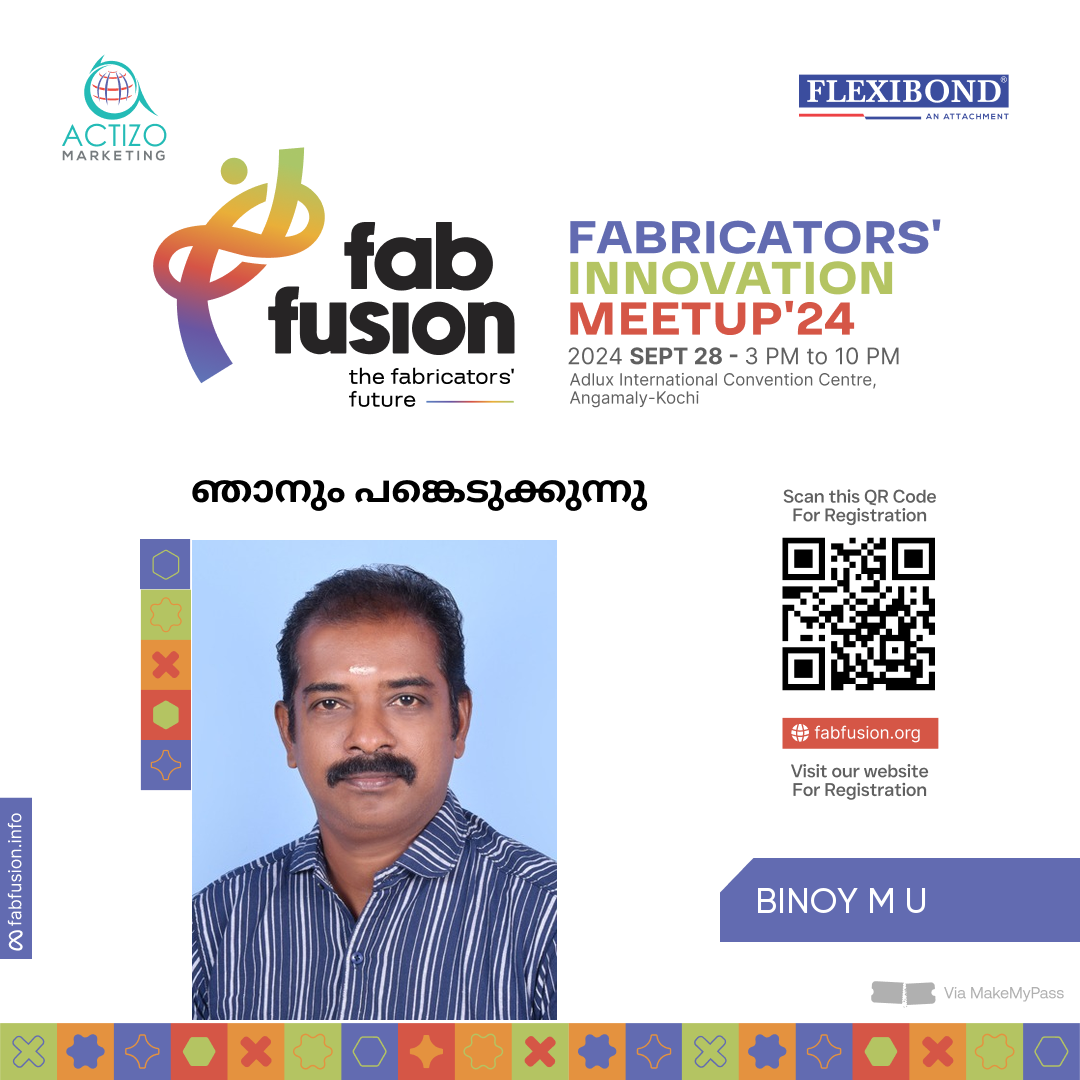 ACTIZO
MARKETING
FLEXIBOND®
AN ATTACHMENT
fab
fusion
the fabricators'
future
FABRICATORS'
INNOVATION
MEETUP'24
2024 SEPT 28 - 3 PM to 10 PM
Adlux International Convention Centre,
Angamaly-Kochi
ഞാനും പങ്കെടുക്കുന്നു
Scan this QR Code
For Registration
fabfusion.org
Visit our website
For Registration
fabfusion.info
BINOY M U
Via MakeMyPass